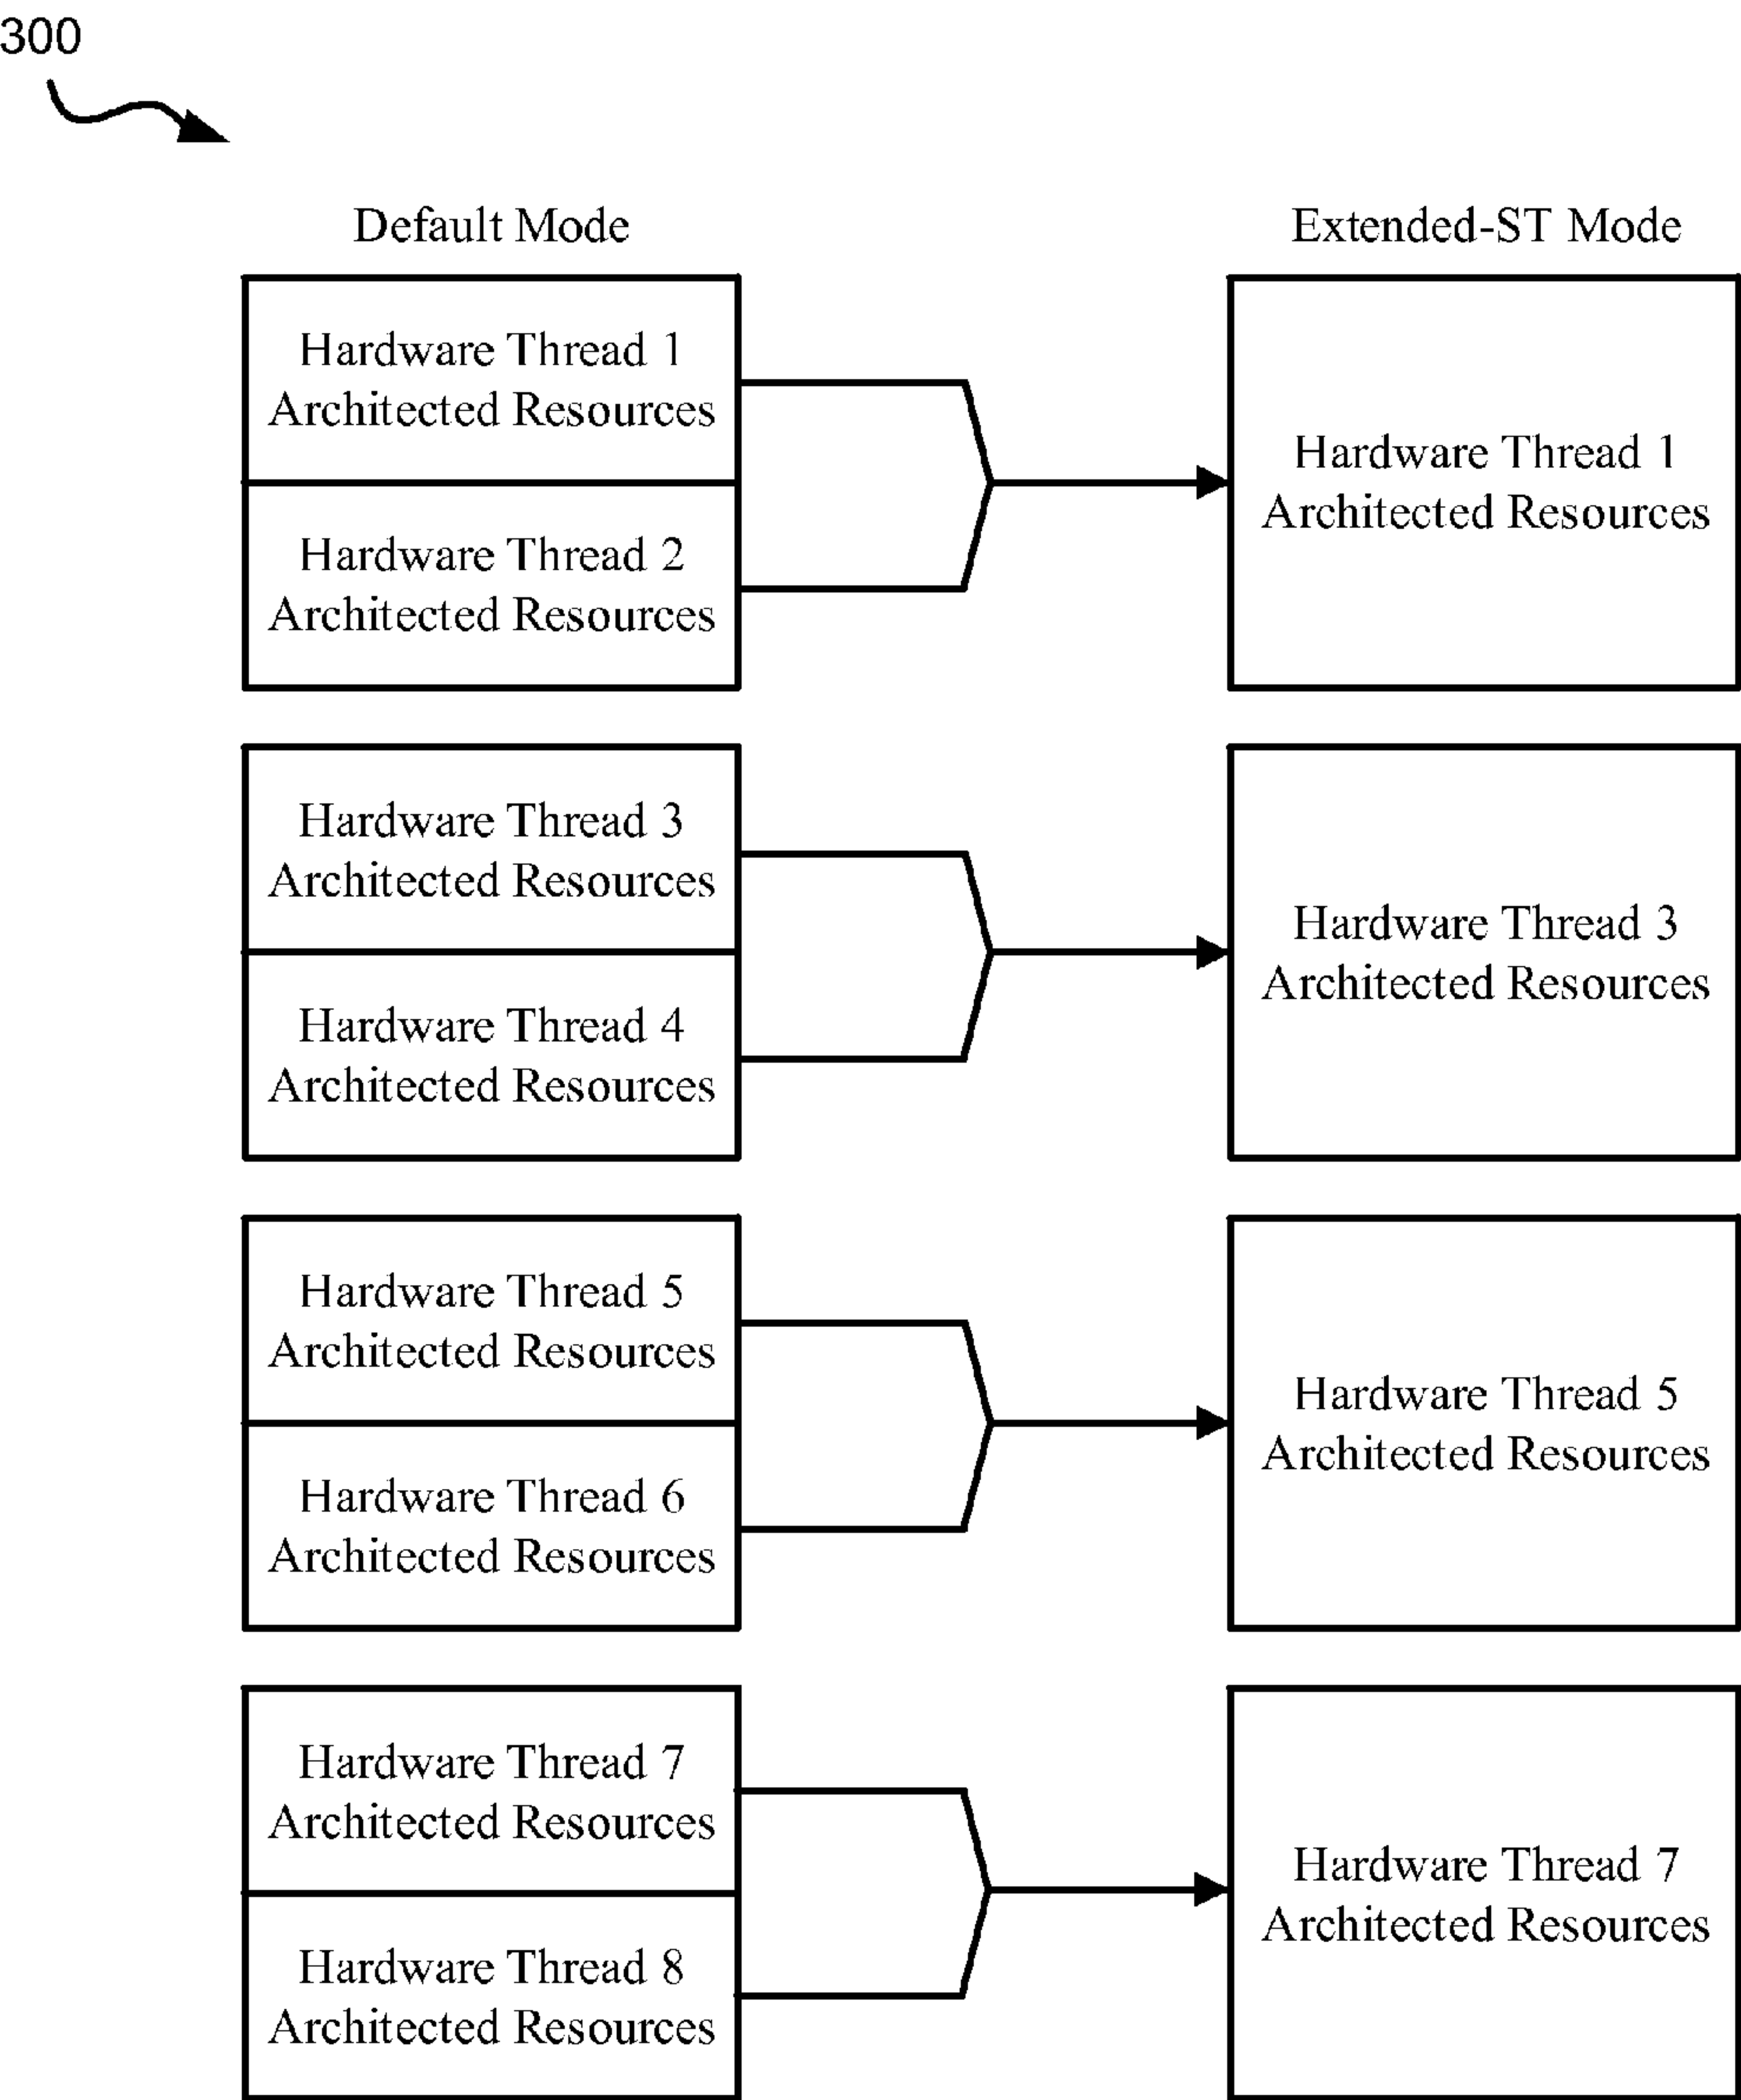 300
Default Mode
Extended-ST Mode
Hardware Thread 1
Architected Resources
Hardware Thread 2
Architected Resources
Hardware Thread 1
Architected Resources
Hardware Thread 3
Architected Resources
Hardware Thread 4
Architected Resources
Hardware Thread 3
Architected Resources
Hardware Thread 5
Architected Resources
Hardware Thread 6
Architected Resources
Hardware Thread 5
Architected Resources
Hardware Thread 7
Architected Resources
Hardware Thread 8
Architected Resources
Hardware Thread 7
Architected Resources